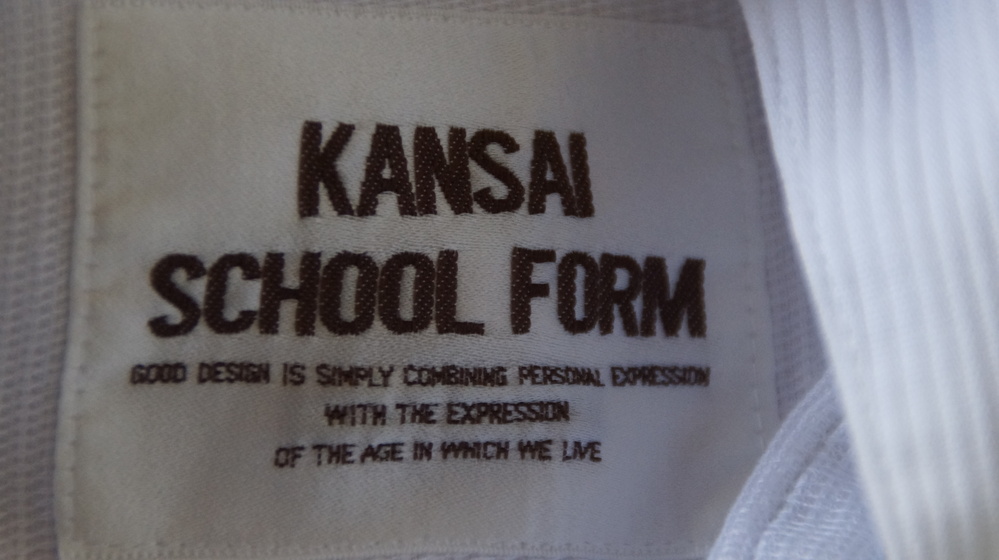 KANSAI
SCHOOL FORM
GOOD DESIGN IS SIMPLY COMBINING PERSONAL EXPRESSION
WITH THE EXPRESSION
OF THE AGE IN WHICH WE LIVE